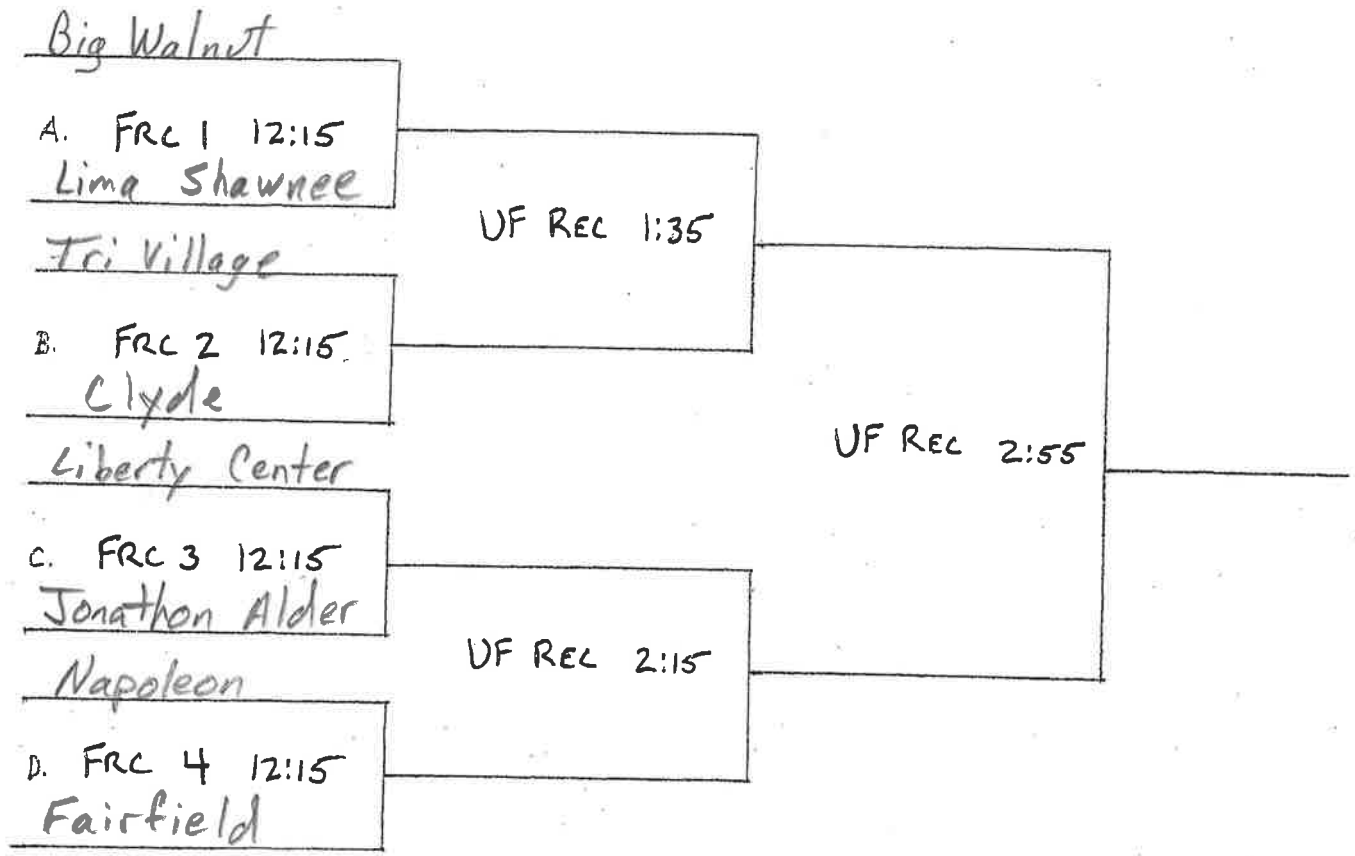 Big Walnut
A. FRC 1 12:15
Lima Shawnee
UF REC 1:35
Tri Village
B. FRC 2 12:15
Clyde
UF REC 2:55
Liberty Center
C. FRC 3 12:15
Jonathon Alder
UF REC 2:15
Napoleon
D. FRC 4 12:15
Fairfield